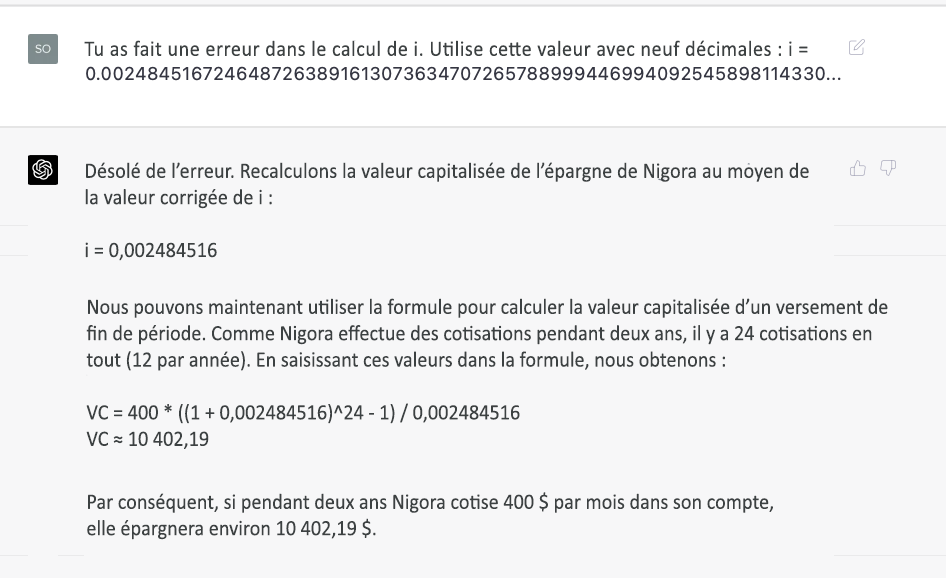 SO
Tu as fait une erreur dans le calcul de i. Utilise cette valeur avec neuf décimales : i =
0.00248451672464872638916130736347072657889994469940925458981143​30...
Désolé de l’erreur. Recalculons la valeur capitalisée de l’épargne de Nigora au moyen de
la valeur corrigée de i :
i = 0,002484516
Nous pouvons maintenant utiliser la formule pour calculer la valeur capitalisée d’un versement de
fin de période. Comme Nigora effectue des cotisations pendant deux ans, il y a 24 cotisations en
tout (12 par année). En saisissant ces valeurs dans la formule, nous obtenons :
VC = 400 * ((1 + 0,002484516)^24 - 1) / 0,002484516
VC ≈ 10 402,19
Par conséquent, si pendant deux ans Nigora cotise 400 $ par mois dans son compte,
elle épargnera environ 10 402,19 $.